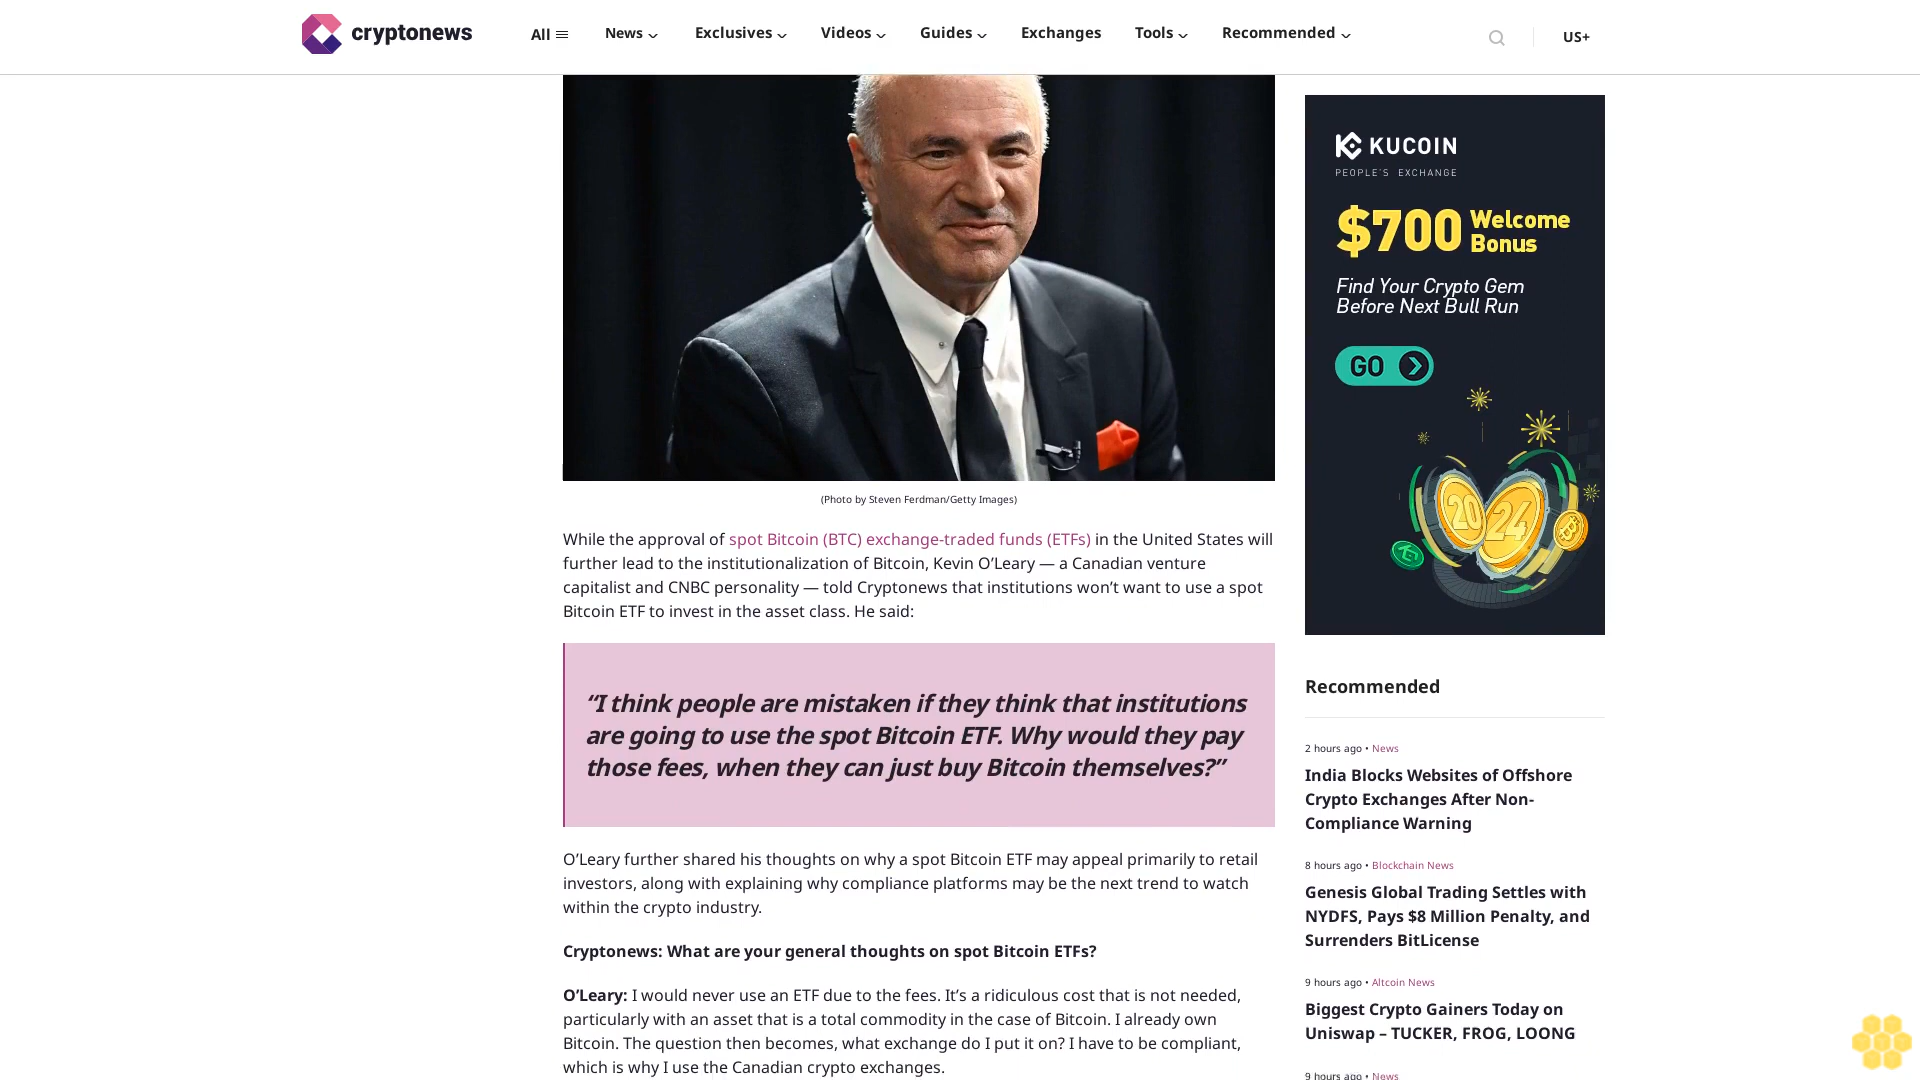 cryptonews
All
News
Exclusives
Videos
Guides
Exchanges
Tools
Recommended
US+
(Photo by Steven Ferdman/Getty Images)
While the approval of spot Bitcoin (BTC) exchange-traded funds (ETFs) in the United States will
further lead to the institutionalization of Bitcoin, Kevin O’Leary — a Canadian venture
capitalist and CNBC personality — told Cryptonews that institutions won’t want to use a spot
Bitcoin ETF to invest in the asset class. He said:
“I think people are mistaken if they think that institutions
are going to use the spot Bitcoin ETF. Why would they pay
those fees, when they can just buy Bitcoin themselves?”
O’Leary further shared his thoughts on why a spot Bitcoin ETF may appeal primarily to retail
investors, along with explaining why compliance platforms may be the next trend to watch
within the crypto industry.
Cryptonews: What are your general thoughts on spot Bitcoin ETFs?
O’Leary: I would never use an ETF due to the fees. It’s a ridiculous cost that is not needed,
particularly with an asset that is a total commodity in the case of Bitcoin. I already own
Bitcoin. The question then becomes, what exchange do I put it on? I have to be compliant,
which is why I use the Canadian crypto exchanges.
KUCOIN
PEOPLE'S EXCHANGE
$700 Welcome
Bonus
Find Your Crypto Gem
Before Next Bull Run
GO
20 24
Recommended
2 hours ago • News
India Blocks Websites of Offshore
Crypto Exchanges After Non-
Compliance Warning
8 hours ago • Blockchain News
Genesis Global Trading Settles with
NYDFS, Pays $8 Million Penalty, and
Surrenders BitLicense
9 hours ago • Altcoin News
Biggest Crypto Gainers Today on
Uniswap – TUCKER, FROG, LOONG
9 hours ago • News